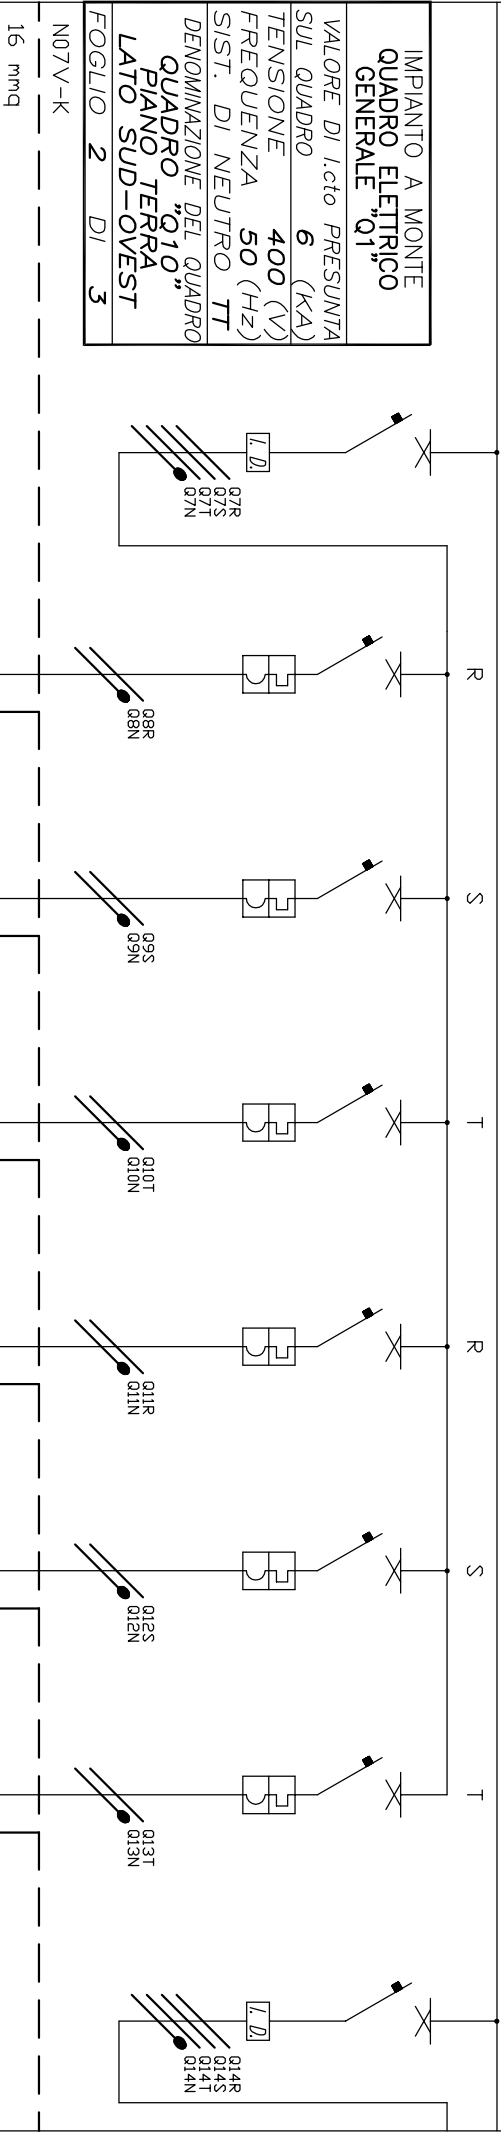 IMPIANTO A MONTE
QUADRO ELETTRICO
GENERALE "Q1"
VALORE DI I.cto PRESUNTA
SUL QUADRO 6 (KA)
TENSIONE 400 (V)
FREQUENZA 50 (Hz)
SIST. DI NEUTRO TT
DENOMINAZIONE DEL QUADRO
QUADRO "Q10"
PIANO TERRA
LATO SUD-OVEST
FOGLIO 2 DI 3
N07V-K
16 mmq
I.D.
Q7R
Q7S
Q7T
Q7N
R
Q8R
Q8N
S
Q9S
Q9N
T
Q10T
Q10N
R
Q11R
Q11N
S
Q12S
Q12N
T
Q13T
Q13N
I.D.
Q14R
Q14S
Q14T
Q14N